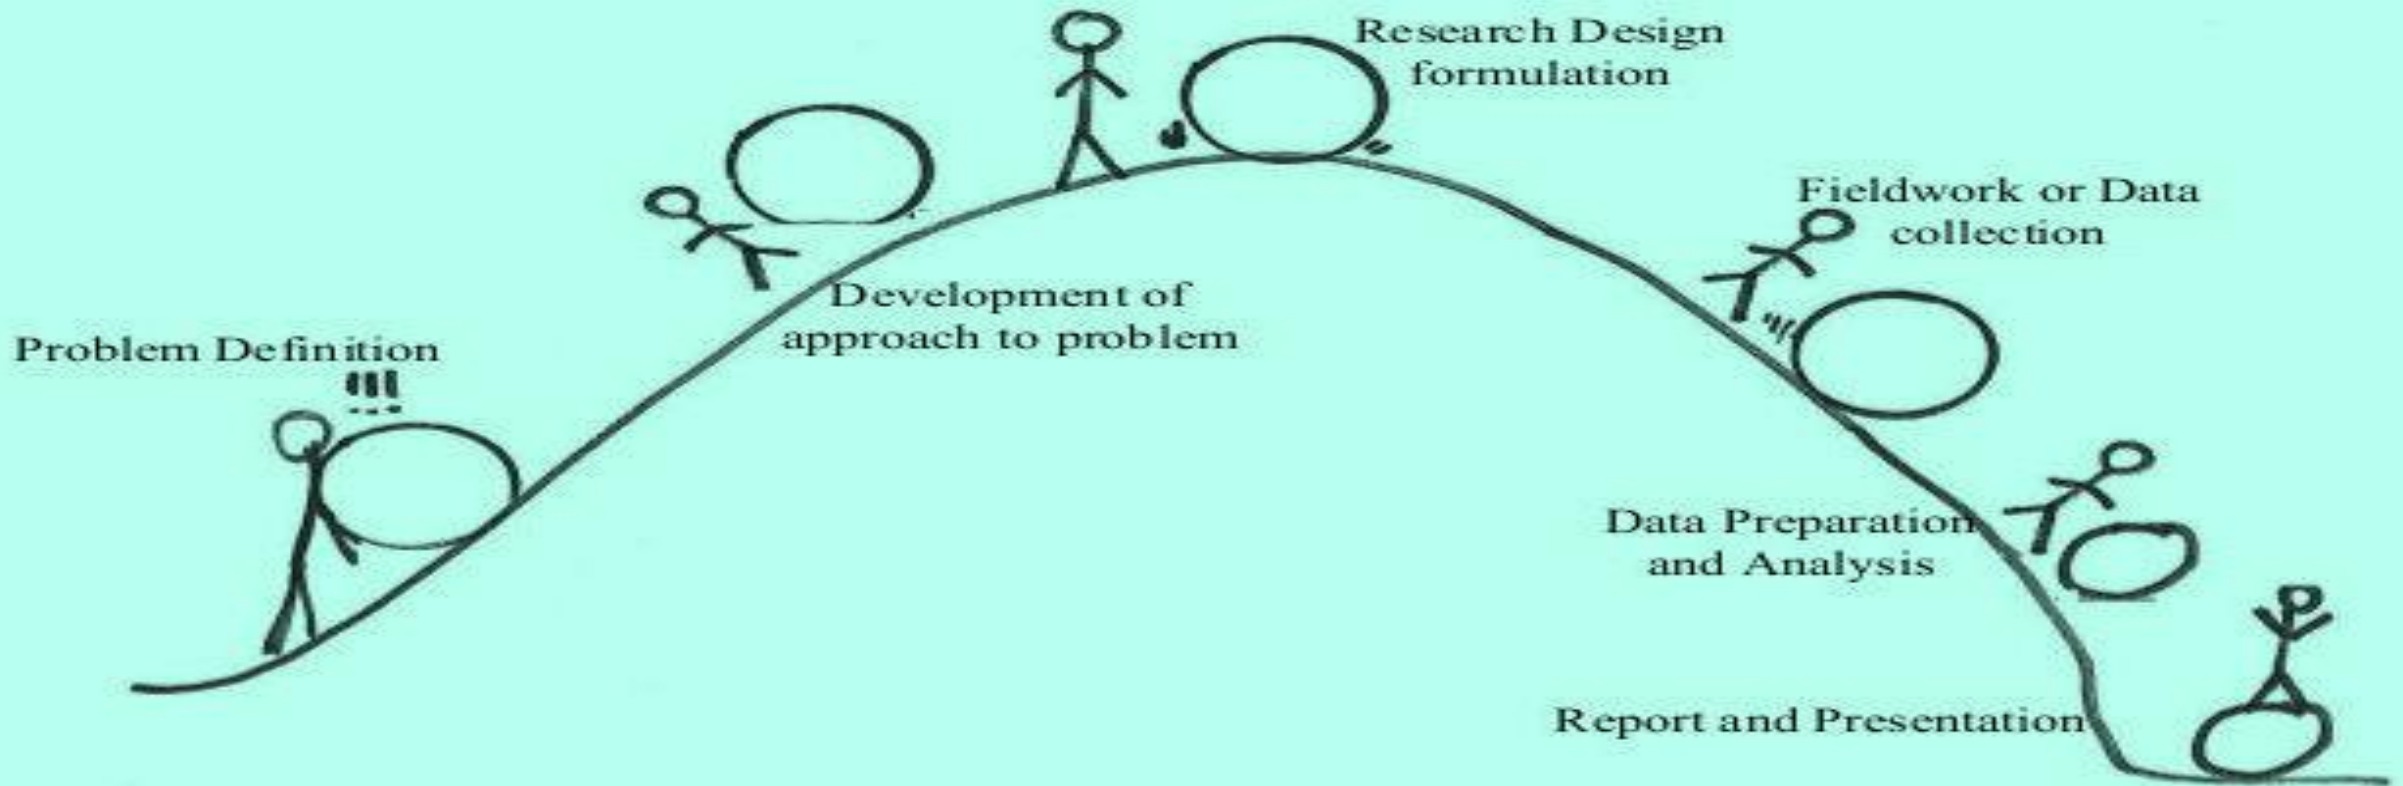 Problem Definition
Development of
approach to problem
Research Design
formulation
Fieldwork or Data
collection
Data Preparation
and Analysis
Report and Presentation